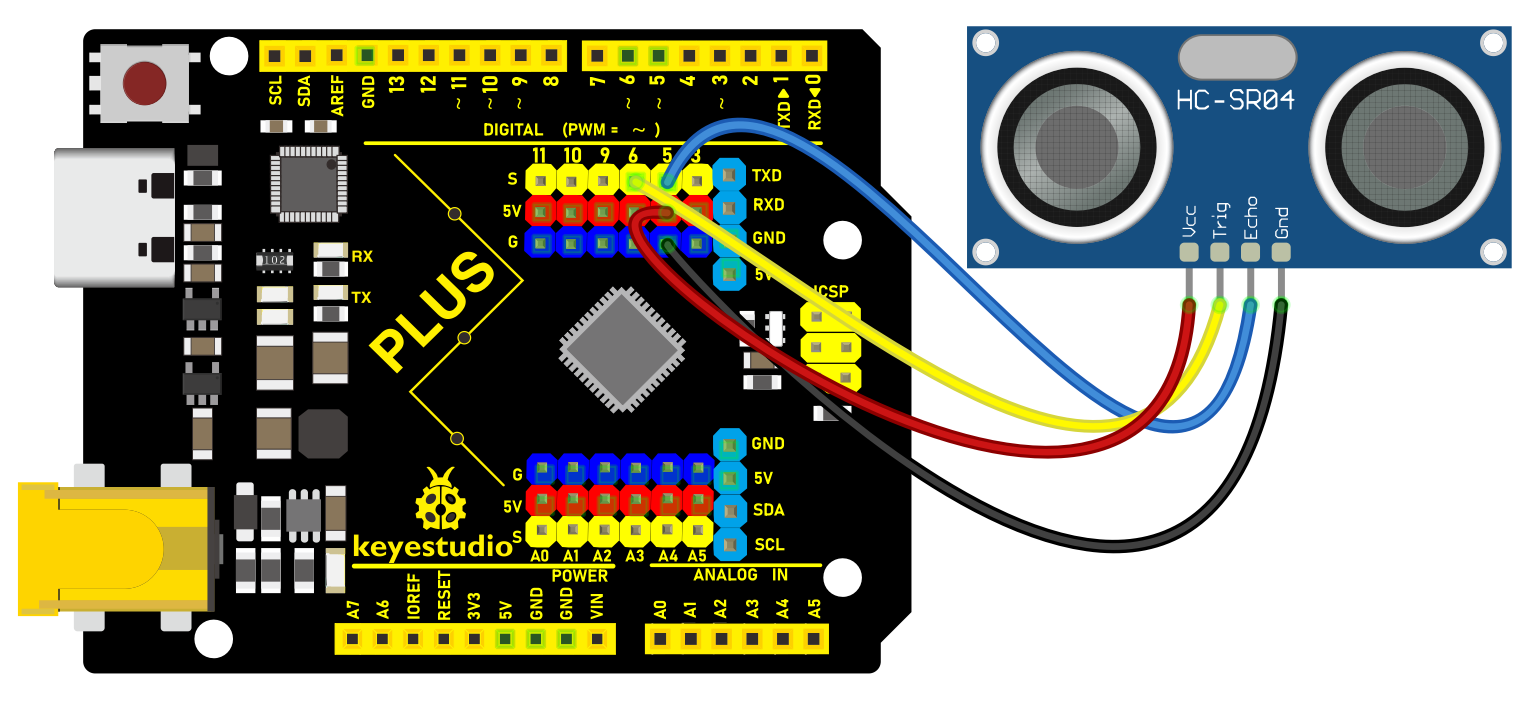 SCL SDA AREF GND 13 12 ~11 ~10 ~9 8 7 ~6 ~5 4 ~3 2 TXD▶1 RXD◀0
DIGITAL (PWM = ~ )
11 10 9 6 5 3
S
5V
G
TXD
RXD
GND
5V
ICSP
102
RX
TX
PLUS
G
5V
S
A0 A1 A2 A3 A4 A5
GND
5V
SDA
SCL
keyestudio
POWER
ANALOG IN
A7 A6 IOREF RESET 3V3 5V GND GND VIN
A0 A1 A2 A3 A4 A5
HC-SR04
Vcc Trig Echo Gnd